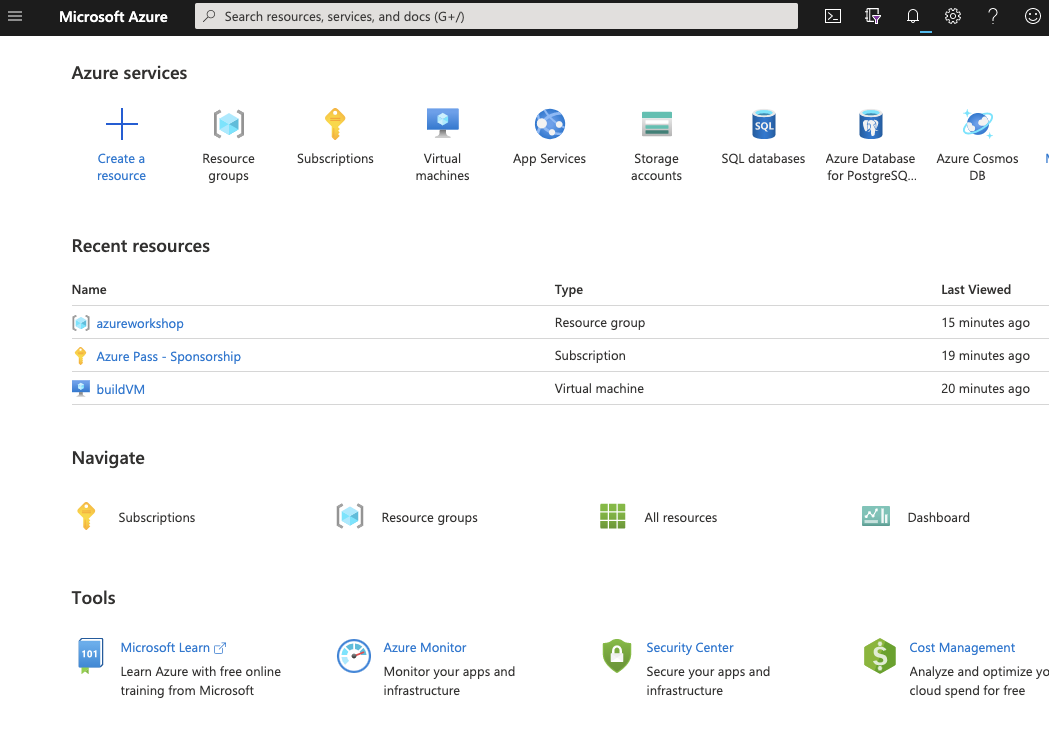 Microsoft Azure
Search resources, services, and docs (G+/)
Azure services
Create a
resource
Resource
groups
Subscriptions
Virtual
machines
App Services
Storage
accounts
SQL
SQL databases
Azure Database
for PostgreSQ...
Azure Cosmos
DB
Recent resources
Name Type Last Viewed
azureworkshop Resource group 15 minutes ago
Azure Pass - Sponsorship Subscription 19 minutes ago
buildVM Virtual machine 20 minutes ago
Navigate
Subscriptions Resource groups All resources Dashboard
Tools
101
Microsoft Learn
Learn Azure with free online
training from Microsoft
Azure Monitor
Monitor your apps and
infrastructure
Security Center
Secure your apps and
infrastructure
$
Cost Management
Analyze and optimize yo
cloud spend for free